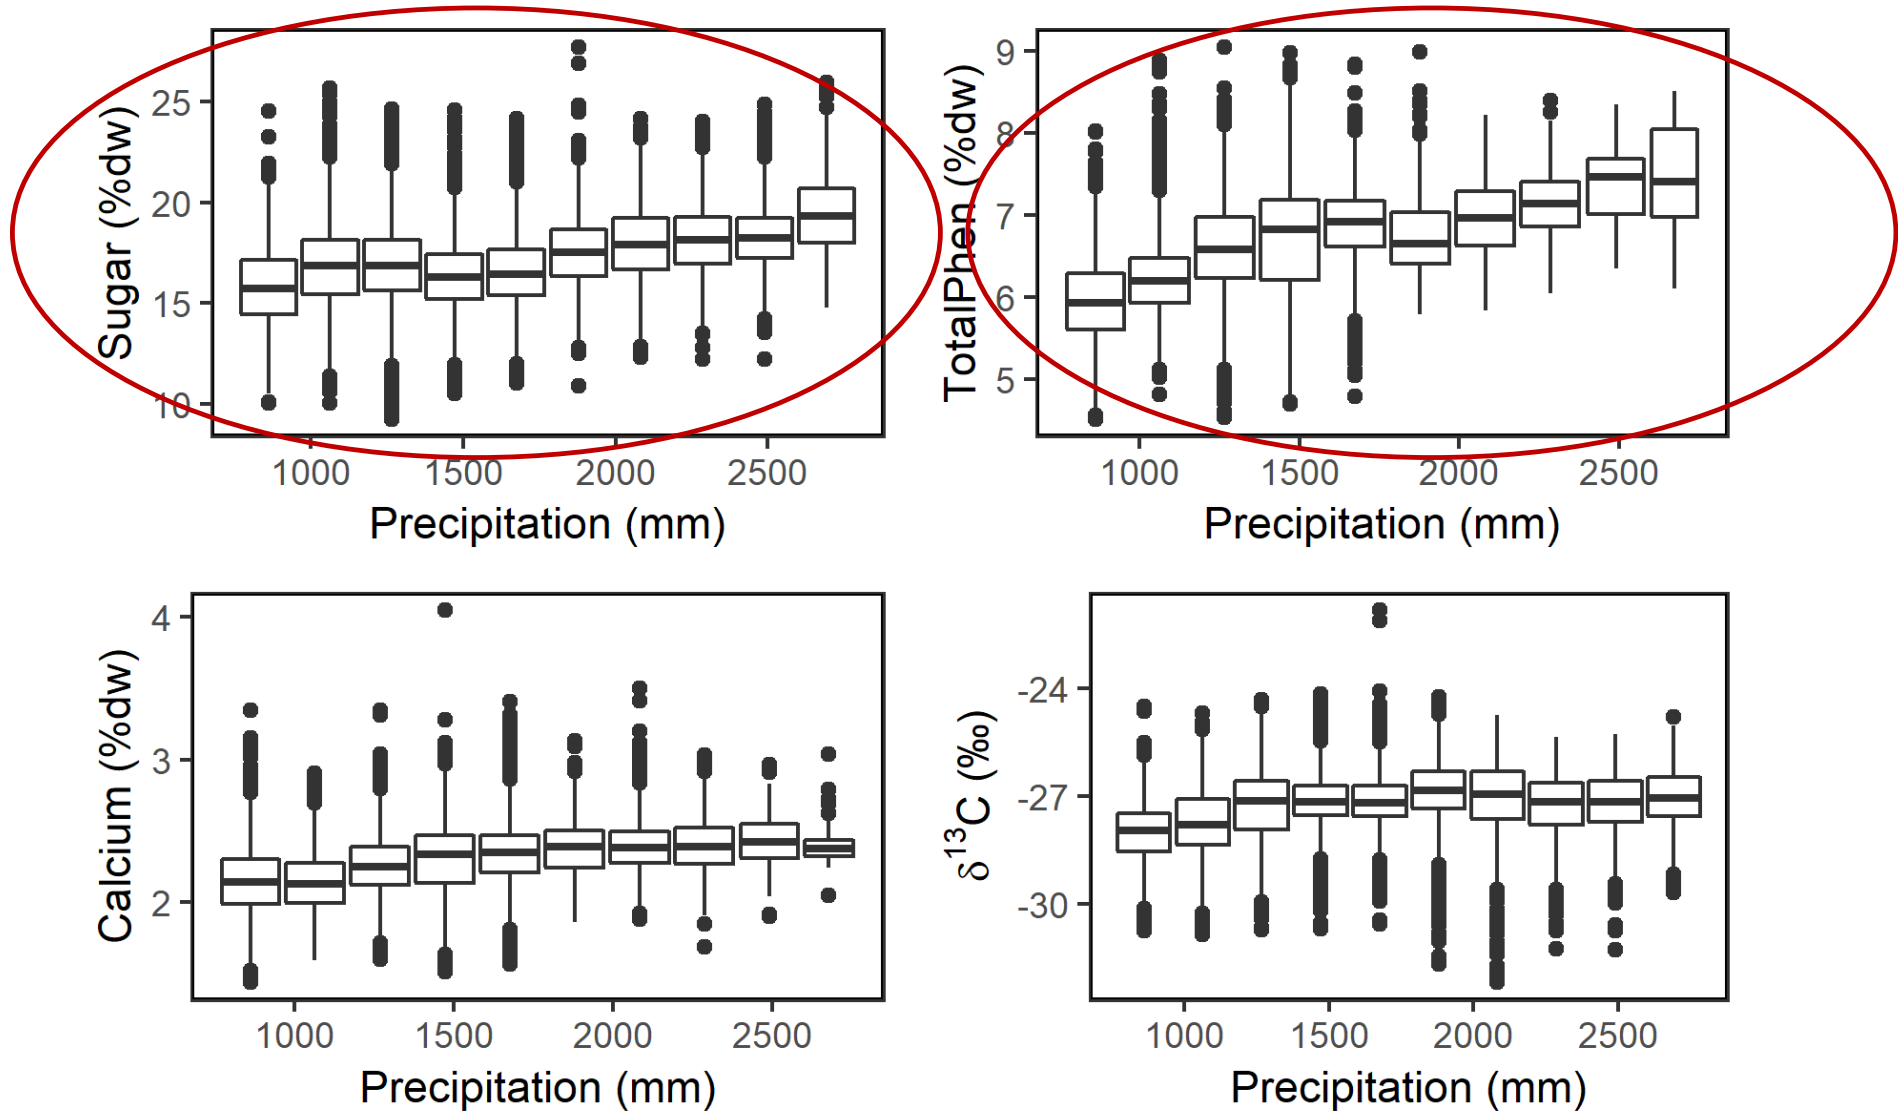 Sugar (%dw)
25
20
15
10
1000 1500 2000 2500
Precipitation (mm)
TotalPhen (%dw)
9
8
7
6
5
1000 1500 2000 2500
Precipitation (mm)
Calcium (%dw)
4
3
2
1000 1500 2000 2500
Precipitation (mm)
δ¹³C (‰)
-24
-27
-30
1000 1500 2000 2500
Precipitation (mm)